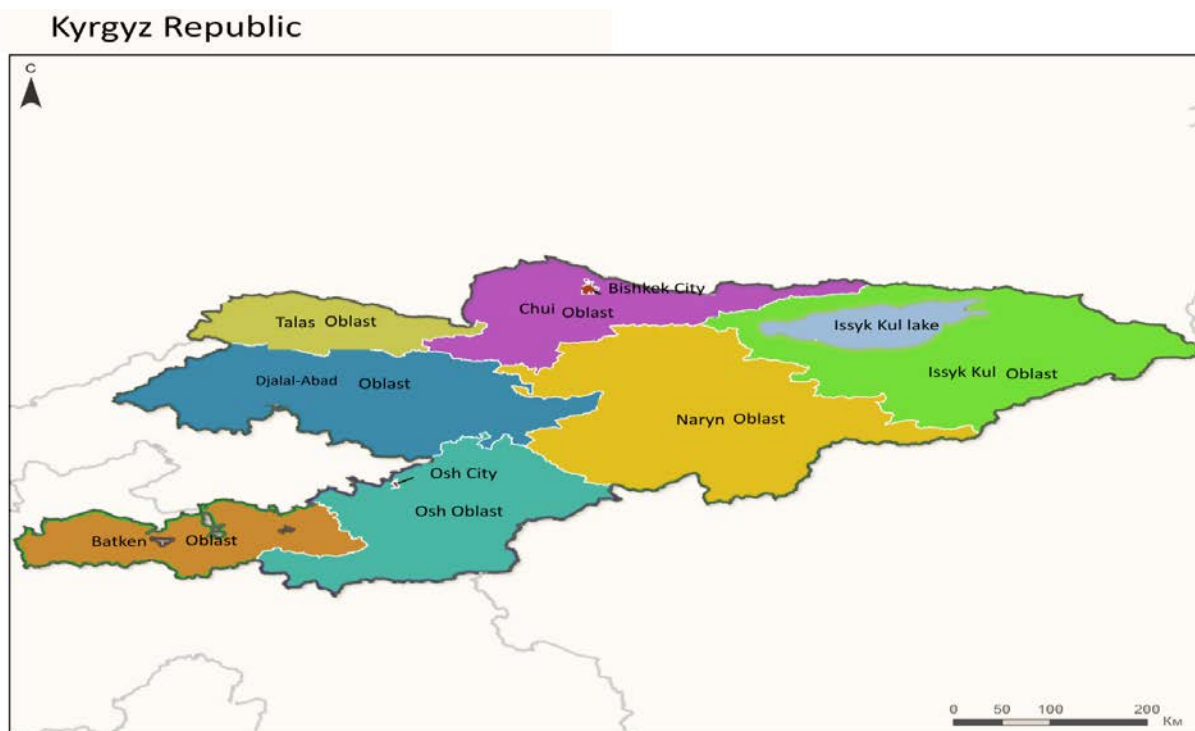 Kyrgyz Republic
C
Bishkek City
Chui Oblast
Talas Oblast
Issyk Kul lake
Djalal-Abad Oblast
Issyk Kul Oblast
Naryn Oblast
Osh City
Osh Oblast
Batken Oblast
0 50 100 200
Км